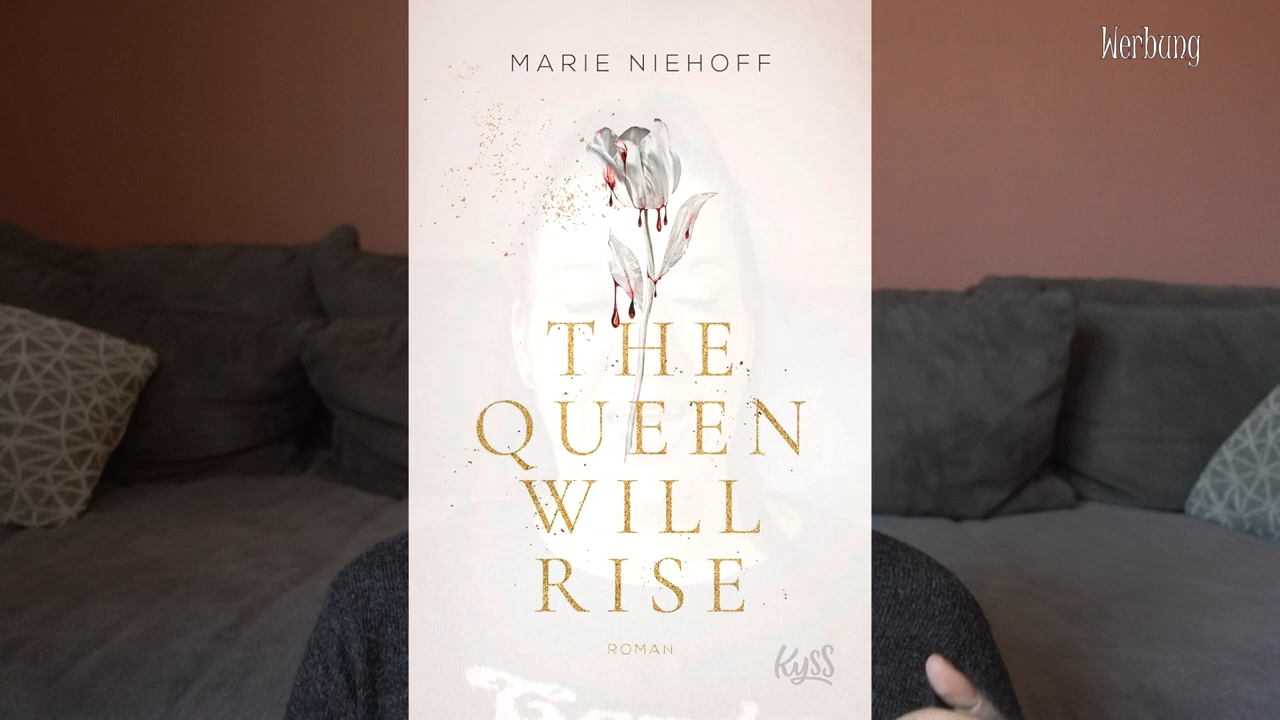 Werbung
MARIE NIEHOFF
THE
QUEEN
WILL
RISE
ROMAN
KYSS